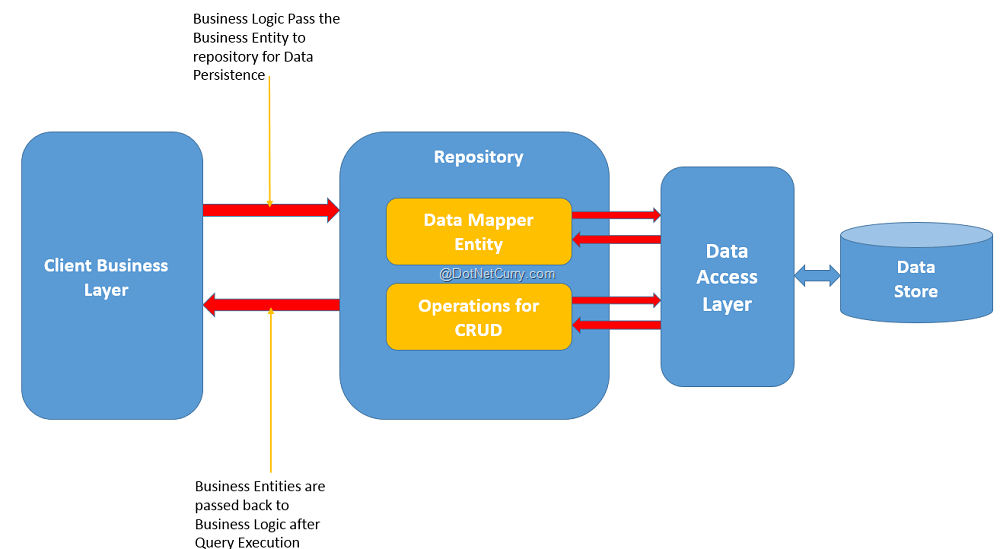 Business Logic Pass the
Business Entity to
repository for Data
Persistence
Repository
Client Business
Layer
Data Mapper
Entity
@DotNetCurry.com
Operations for
CRUD
Data
Access
Layer
Data
Store
Business Entities are
passed back to
Business Logic after
Query Execution